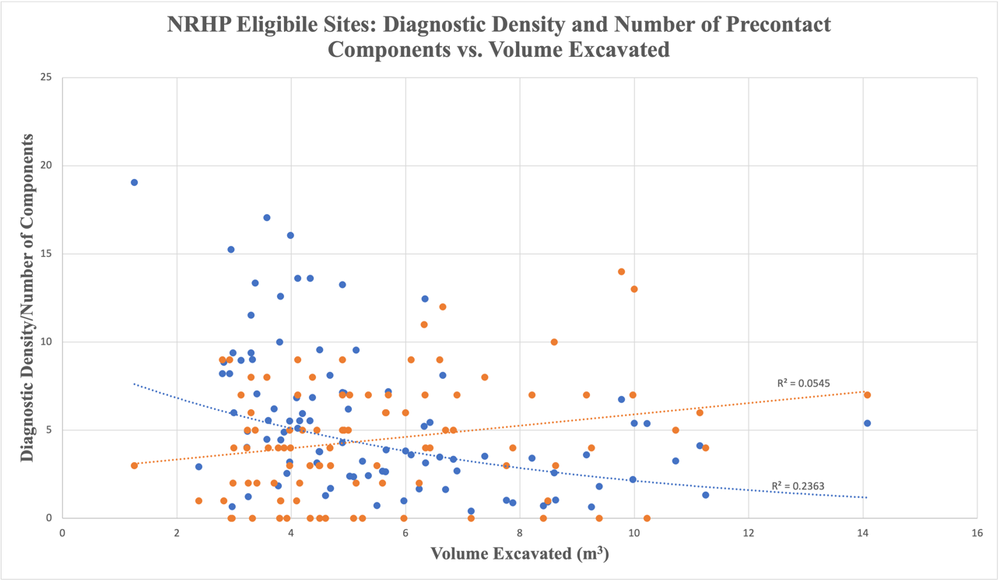 NRHP Eligibile Sites: Diagnostic Density and Number of Precontact
Components vs. Volume Excavated
25
20
15
10
5
0
Diagnostic Density/Number of Components
R² = 0.0545
R² = 0.2363
0 2 4 6 8 10 12 14 16
Volume Excavated (m³)